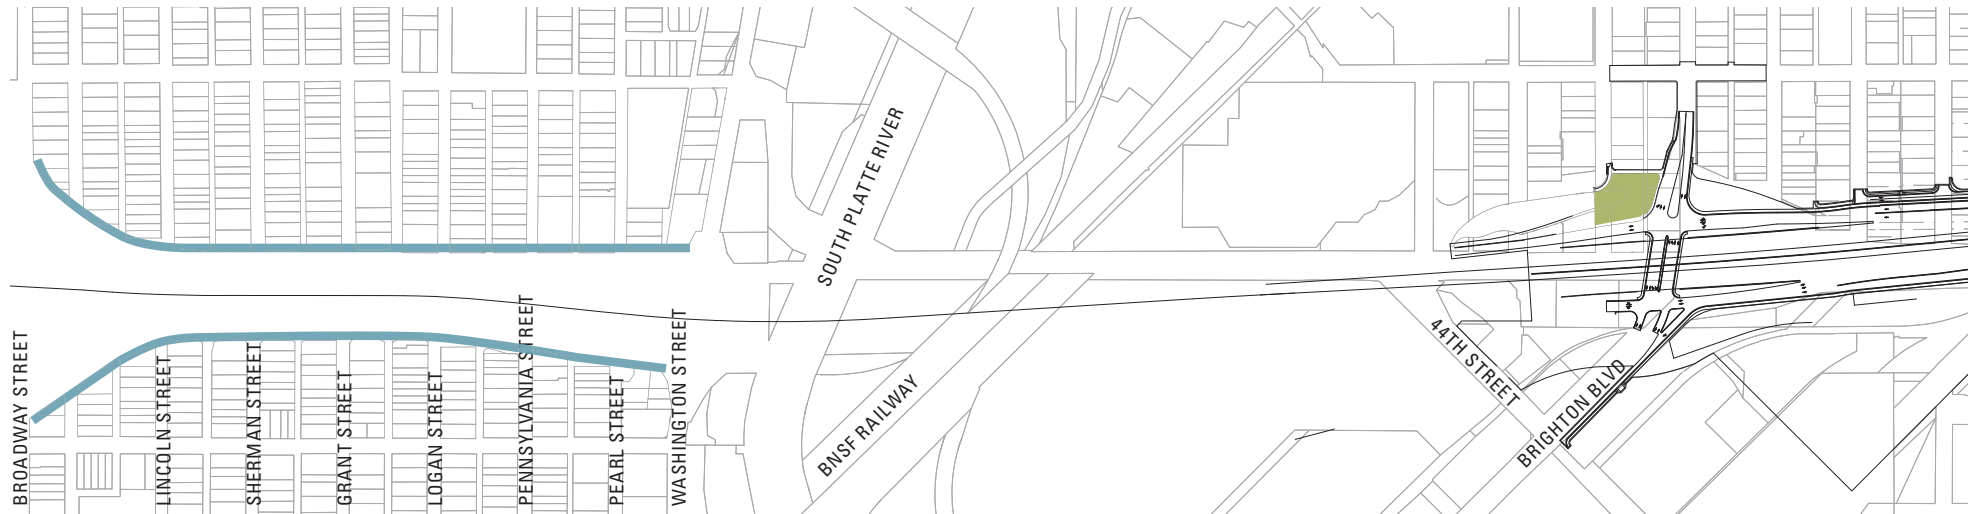 BROADWAY STREET
LINCOLN STREET
SHERMAN STREET
GRANT STREET
LOGAN STREET
PENNSYLVANIA STREET
PEARL STREET
WASHINGTON STREET
SOUTH PLATTE RIVER
BNSF RAILWAY
44TH STREET
BRIGHTON BLVD